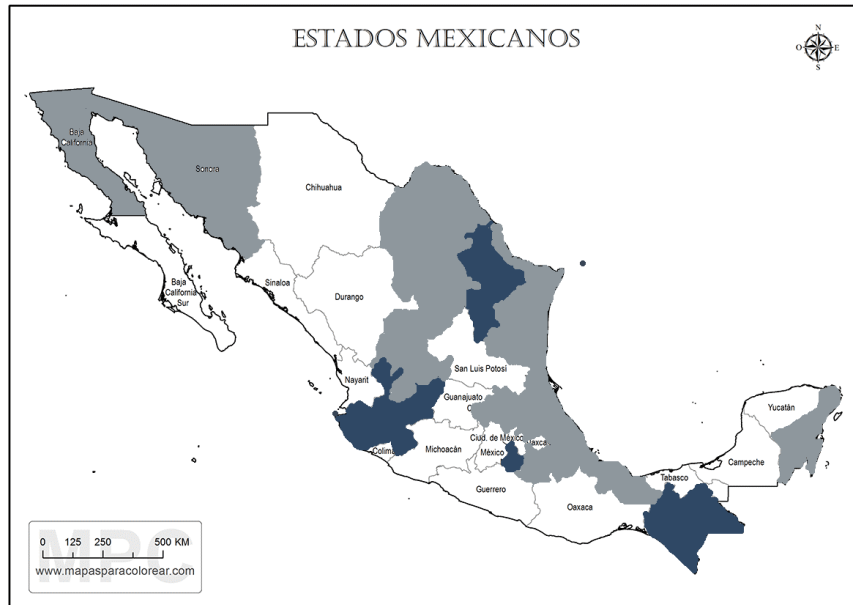 ESTADOS MEXICANOS
N
O E
S
Baja
California
Sonora
Chihuahua
Baja
California
Sur
Sinaloa
Durango
San Luis Potosí
Nayarit
Guanajuato
Yucatán
Ciud. de México
México
Michoacán
Colima
Campeche
Tabasco
Guerrero
Oaxaca
MPC
0 125 250 500 KM
www.mapasparacolorear.com